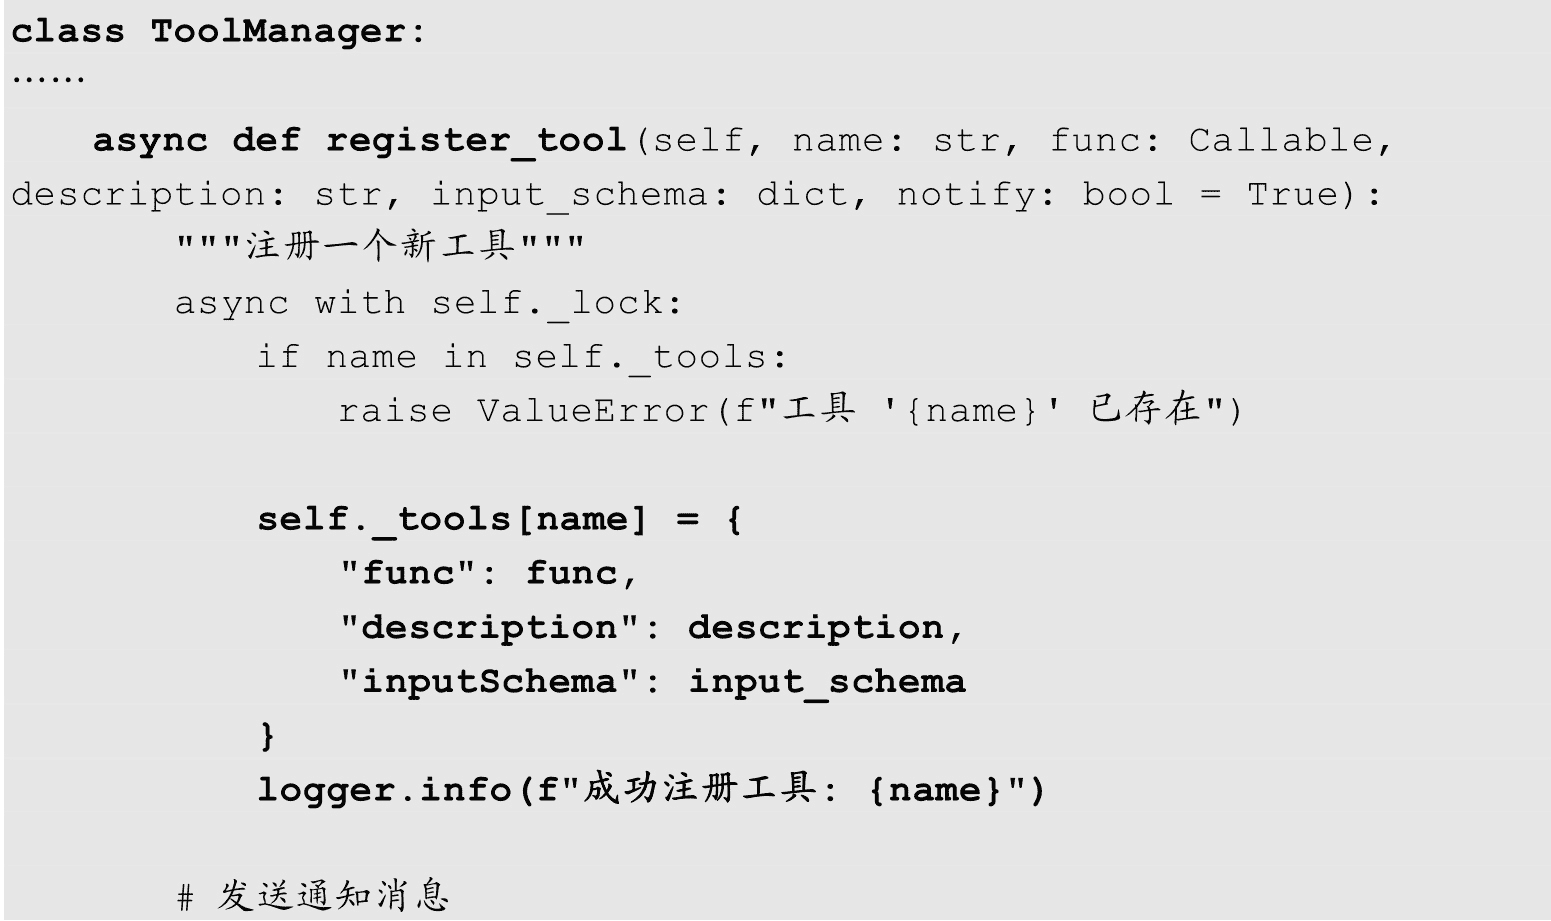 class ToolManager:
……
    async def register_tool(self, name: str, func: Callable,
description: str, input_schema: dict, notify: bool = True):
        """注册一个新工具"""
        async with self._lock:
            if name in self._tools:
                raise ValueError(f"工具 '{name}' 已存在")
            self._tools[name] = {
                "func": func,
                "description": description,
                "inputSchema": input_schema
            }
            logger.info(f"成功注册工具: {name}")
        # 发送通知消息